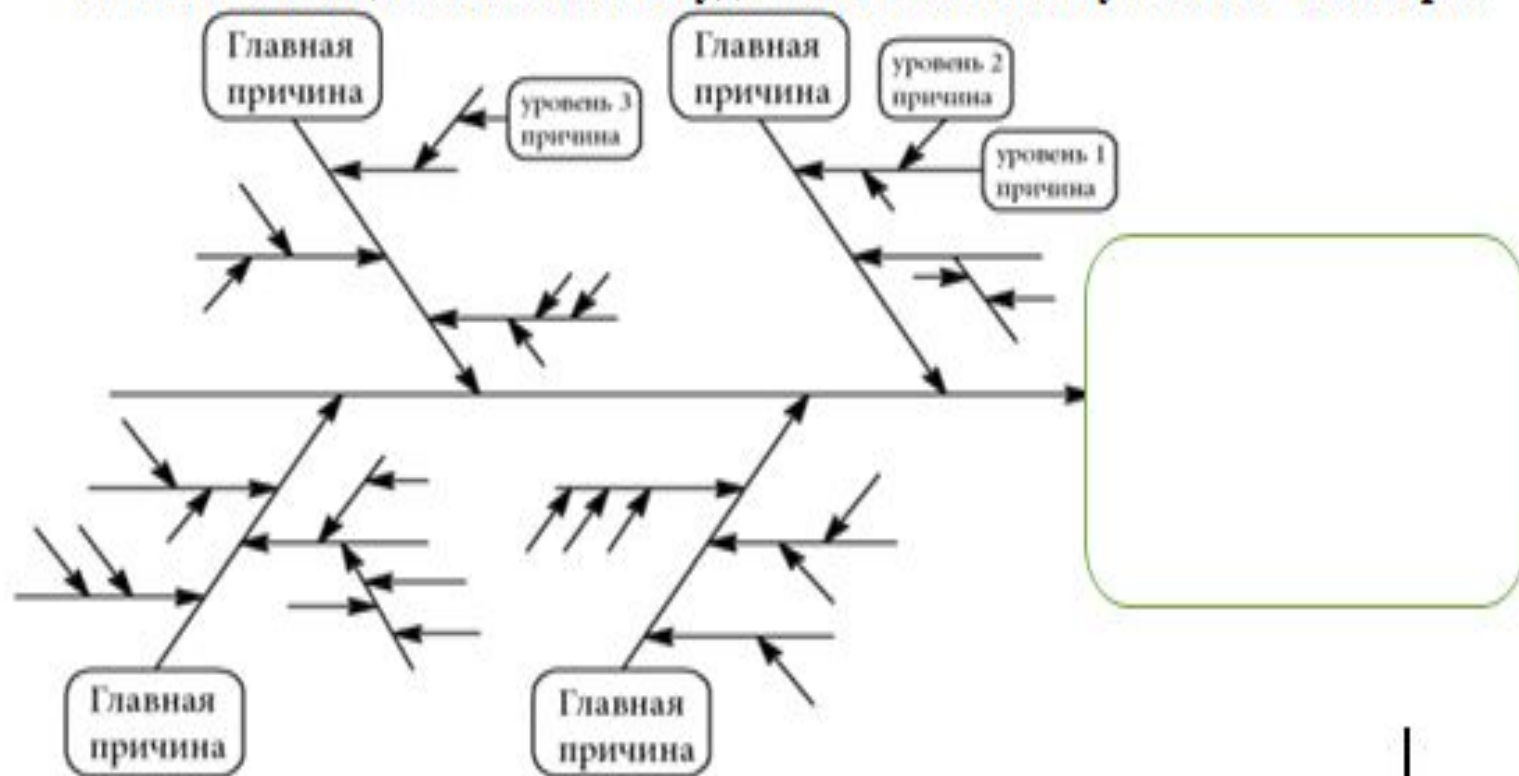 Главная
причина
Главная
причина
уровень 2
причина
уровень 3
причина
уровень 1
причина
Главная
причина
Главная
причина